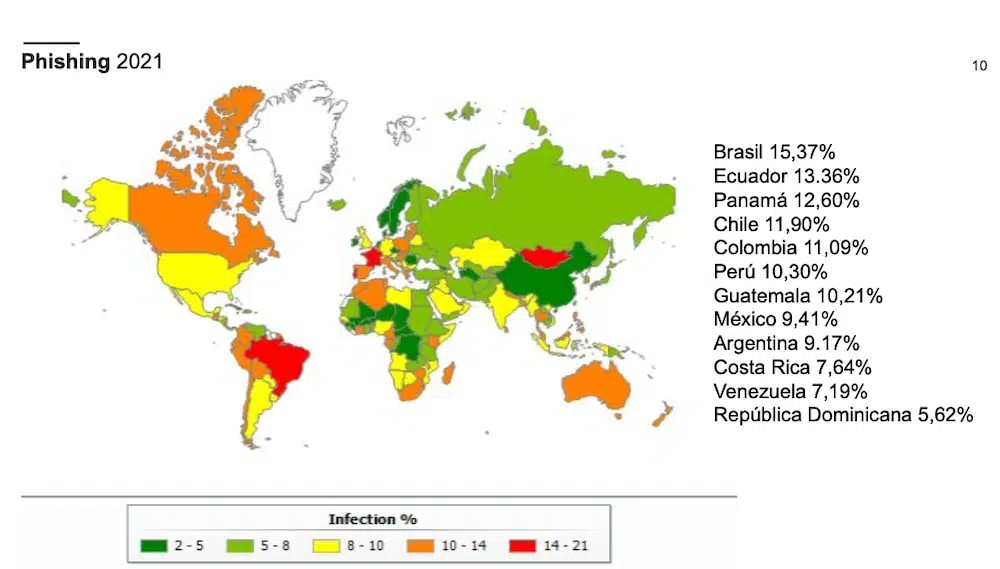 Phishing 2021
10
Brasil 15,37%
Ecuador 13.36%
Panamá 12,60%
Chile 11,90%
Colombia 11,09%
Perú 10,30%
Guatemala 10,21%
México 9,41%
Argentina 9.17%
Costa Rica 7,64%
Venezuela 7,19%
República Dominicana 5,62%
Infection %
2 - 5 5 - 8 8 - 10 10 - 14 14 - 21